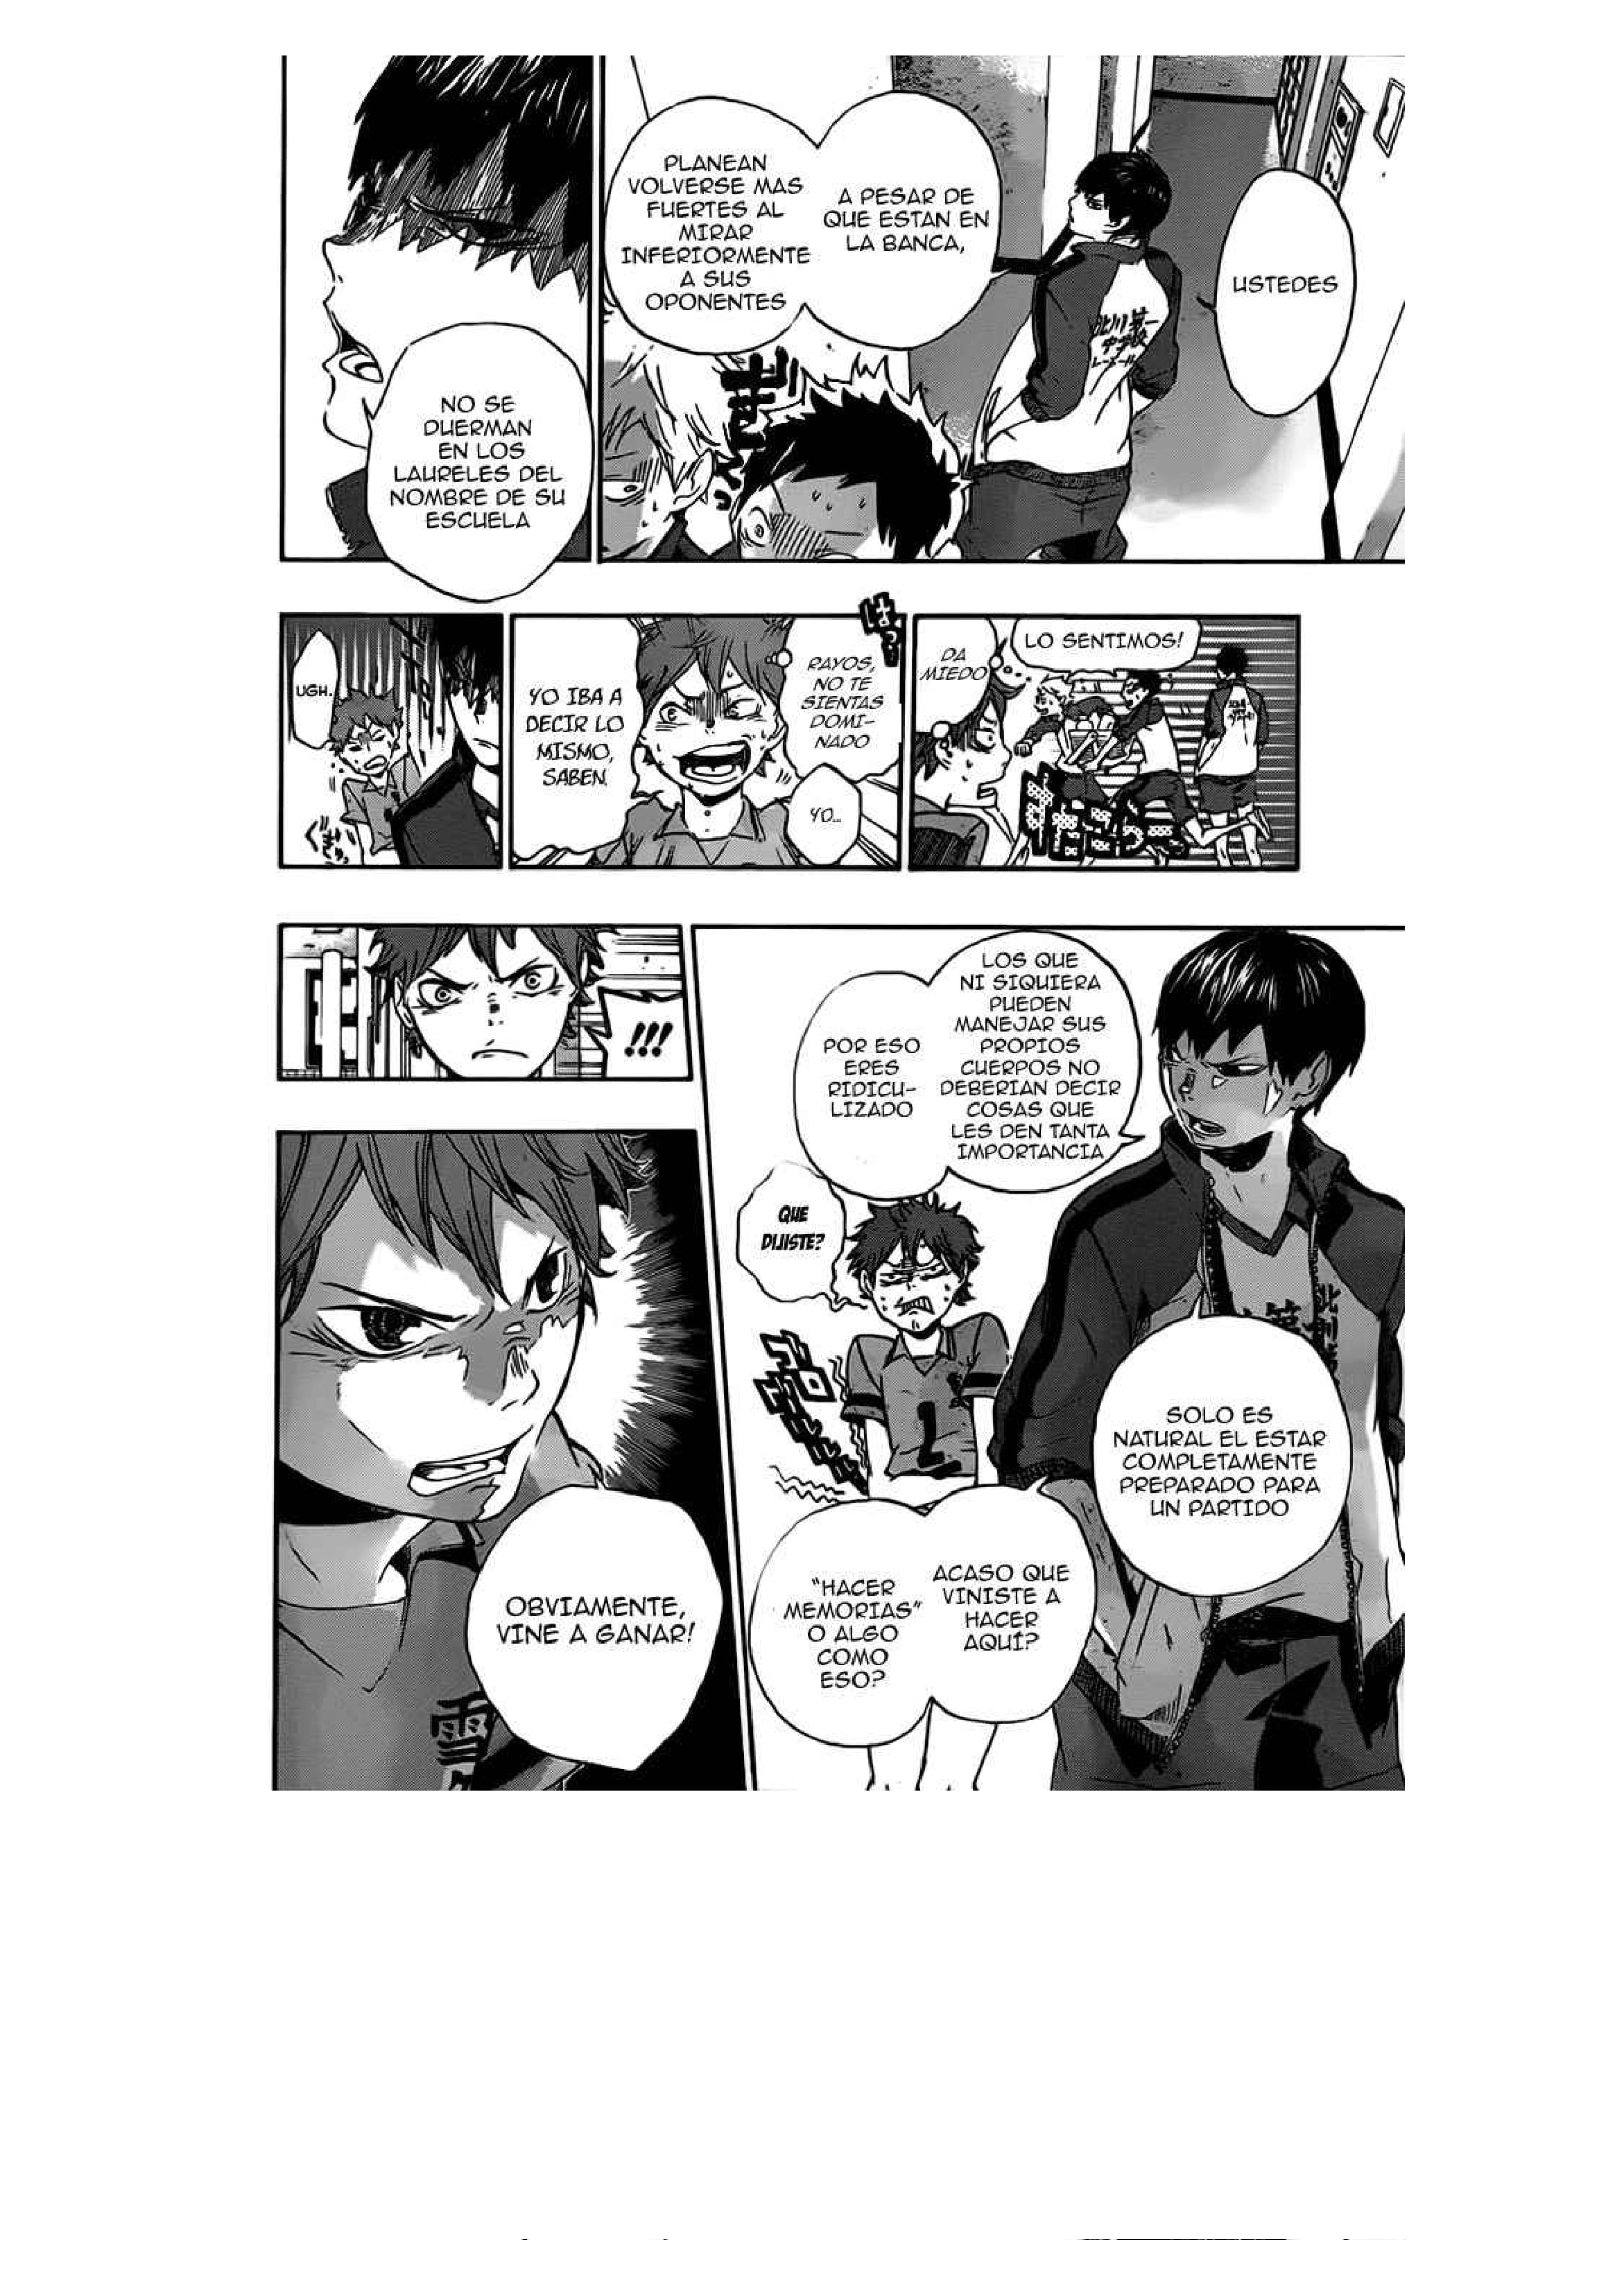 USTEDES
A PESAR DE
QUE ESTAN EN
LA BANCA,
PLANEAN
VOLVERSE MAS
FUERTES AL
MIRAR
INFERIORMENTE
A SUS
OPONENTES
NO SE
DUERMAN
EN LOS
LAURELES DEL
NOMBRE DE SU
ESCUELA
LO SENTIMOS!
DA
MIEDO
RAYOS,
NO TE
SIENTAS
DOMI-
NADO
YO...
YO IBA A
DECIR LO
MISMO,
SABEN.
UGH.
LOS QUE
NI SIQUIERA
PUEDEN
MANEJAR SUS
PROPIOS
CUERPOS NO
DEBERIAN DECIR
COSAS QUE
LES DEN TANTA
IMPORTANCIA
POR ESO
ERES
RIDICU-
LIZADO
QUE
DIJISTE?
SOLO ES
NATURAL EL ESTAR
COMPLETAMENTE
PREPARADO PARA
UN PARTIDO
ACASO QUE
VINISTE A
HACER
AQUÍ?
"HACER
MEMORIAS"
O ALGO
COMO
ESO?
1
!!!
OBVIAMENTE,
VINE A GANAR!
雪